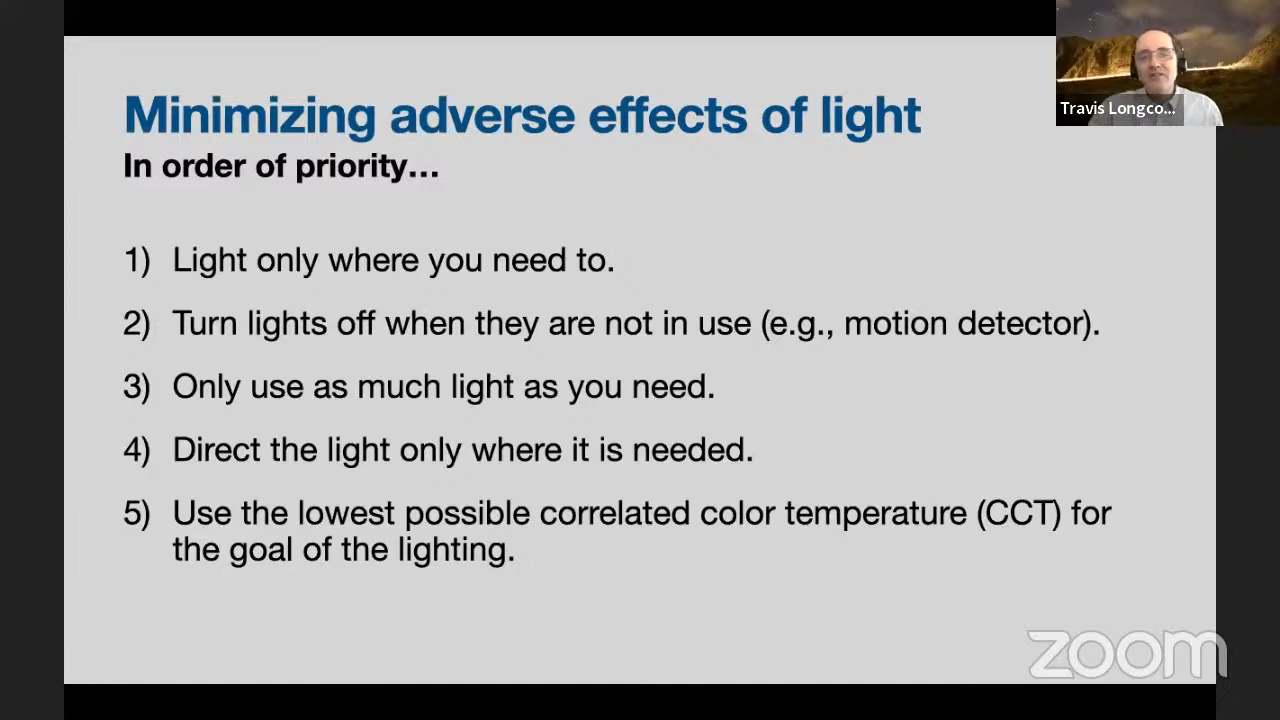 Travis Longco...
Minimizing adverse effects of light
In order of priority...
1) Light only where you need to.
2) Turn lights off when they are not in use (e.g., motion detector).
3) Only use as much light as you need.
4) Direct the light only where it is needed.
5) Use the lowest possible correlated color temperature (CCT) for
the goal of the lighting.
zoom